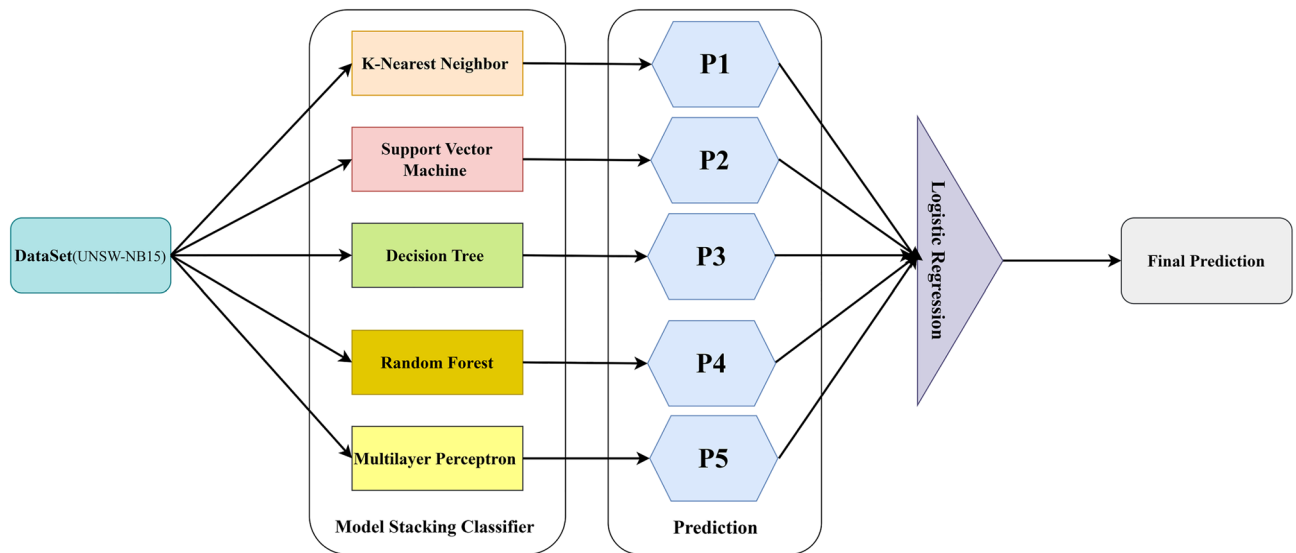 DataSet(UNSW-NB15)
K-Nearest Neighbor
Support Vector
Machine
Decision Tree
Random Forest
Multilayer Perceptron
Model Stacking Classifier
P1
P2
P3
P4
P5
Prediction
Logistic Regression
Final Prediction